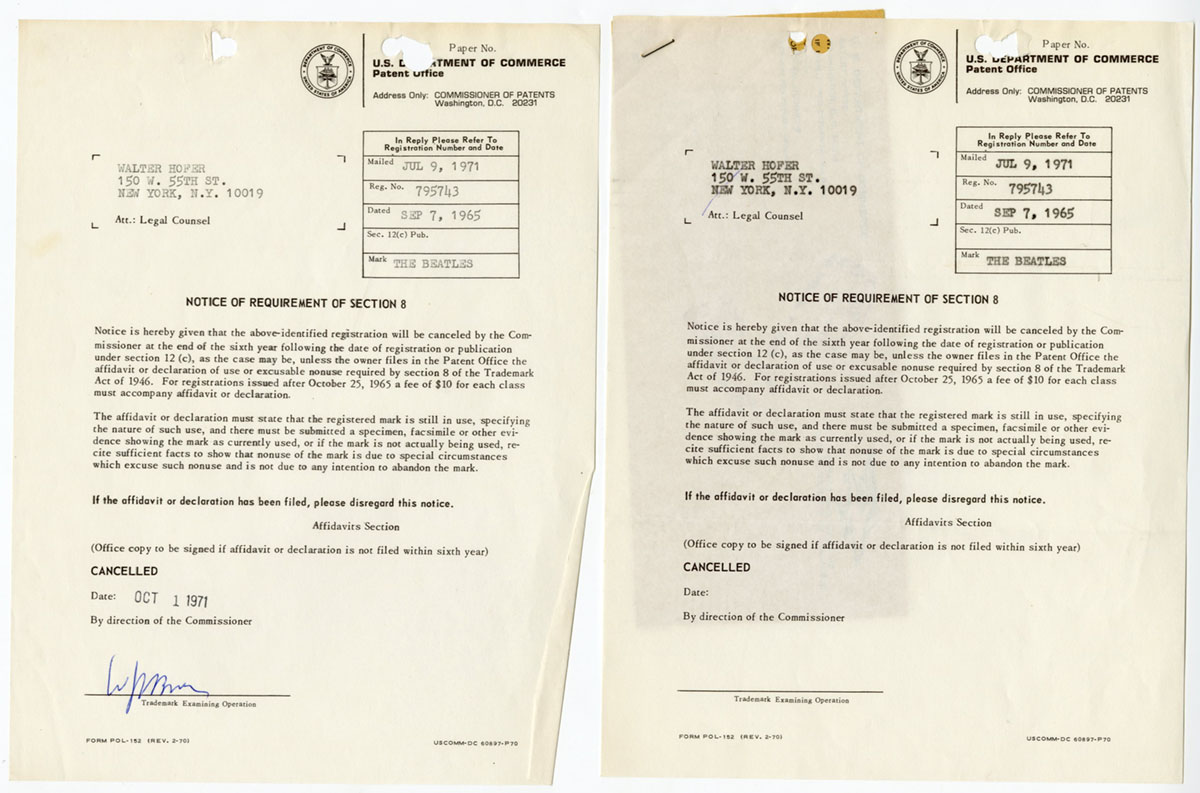 Paper No.
U.S. TMENT OF COMMERCE
Patent Office
Address Only: COMMISSIONER OF PATENTS
Washington, D.C. 20231
DEPARTMENT OF COMMERCE
UNITED STATES OF AMERICA
In Reply Please Refer To
Registration Number and Date
Mailed JUL 9, 1971
Reg. No. 795743
Dated SEP 7, 1965
Sec. 12(c) Pub.
Mark THE BEATLES
WALTER HOFER
150 W. 55TH ST.
NEW YORK, N.Y. 10019
Att.: Legal Counsel
NOTICE OF REQUIREMENT OF SECTION 8
Notice is hereby given that the above-identified registration will be canceled by the Com-
missioner at the end of the sixth year following the date of registration or publication
under section 12 (c), as the case may be, unless the owner files in the Patent Office the
affidavit or declaration of use or excusable nonuse required by section 8 of the Trademark
Act of 1946. For registrations issued after October 25, 1965 a fee of $10 for each class
must accompany affidavit or declaration.
The affidavit or declaration must state that the registered mark is still in use, specifying
the nature of such use, and there must be submitted a specimen, facsimile or other evi-
dence showing the mark as currently used, or if the mark is not actually being used, re-
cite sufficient facts to show that nonuse of the mark is due to special circumstances
which excuse such nonuse and is not due to any intention to abandon the mark.
If the affidavit or declaration has been filed, please disregard this notice.
Affidavits Section
(Office copy to be signed if affidavit or declaration is not filed within sixth year)
CANCELLED
Date: OCT 1 1971
By direction of the Commissioner
Trademark Examining Operation
FORM POL-152 (REV. 2-70)
USCOMM-DC 60897-P70
Paper No.
U.S. DEPARTMENT OF COMMERCE
Patent Office
Address Only: COMMISSIONER OF PATENTS
Washington, D.C. 20231
DEPARTMENT OF COMMERCE
UNITED STATES OF AMERICA
In Reply Please Refer To
Registration Number and Date
Mailed JUL 9, 1971
Reg. No. 795743
Dated SEP 7, 1965
Sec. 12(c) Pub.
Mark THE BEATLES
WALTER HOFER
150 W. 55TH ST.
NEW YORK, N.Y. 10019
Att.: Legal Counsel
NOTICE OF REQUIREMENT OF SECTION 8
Notice is hereby given that the above-identified registration will be canceled by the Com-
missioner at the end of the sixth year following the date of registration or publication
under section 12 (c), as the case may be, unless the owner files in the Patent Office the
affidavit or declaration of use or excusable nonuse required by section 8 of the Trademark
Act of 1946. For registrations issued after October 25, 1965 a fee of $10 for each class
must accompany affidavit or declaration.
The affidavit or declaration must state that the registered mark is still in use, specifying
the nature of such use, and there must be submitted a specimen, facsimile or other evi-
dence showing the mark as currently used, or if the mark is not actually being used, re-
cite sufficient facts to show that nonuse of the mark is due to special circumstances
which excuse such nonuse and is not due to any intention to abandon the mark.
If the affidavit or declaration has been filed, please disregard this notice.
Affidavits Section
(Office copy to be signed if affidavit or declaration is not filed within sixth year)
CANCELLED
Date:
By direction of the Commissioner
Trademark Examining Operation
FORM POL-152 (REV. 2-70)
USCOMM-DC 60897-P70